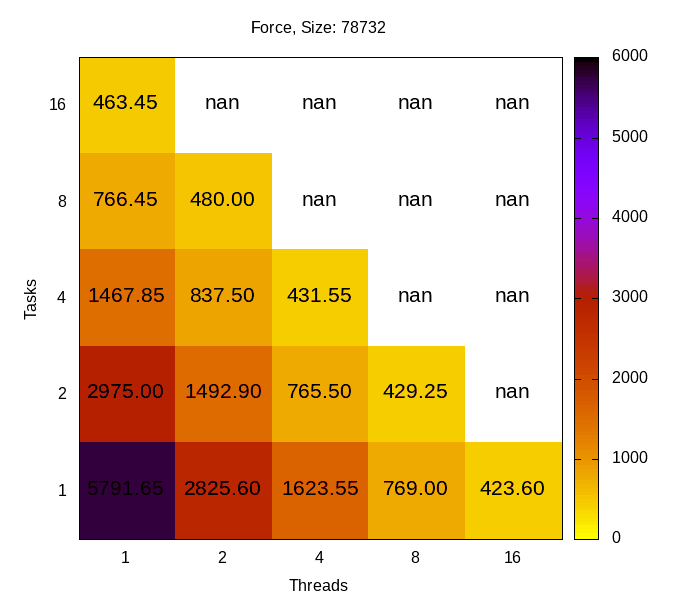 Force, Size: 78732
6000
16 463.45 nan nan nan nan
5000
8 766.45 480.00 nan nan nan
4000
Tasks
4 1467.85 837.50 431.55 nan nan
3000
2 2975.00 1492.90 765.50 429.25 nan
2000
1000
1 5791.65 2825.60 1623.55 769.00 423.60
0
1 2 4 8 16
Threads